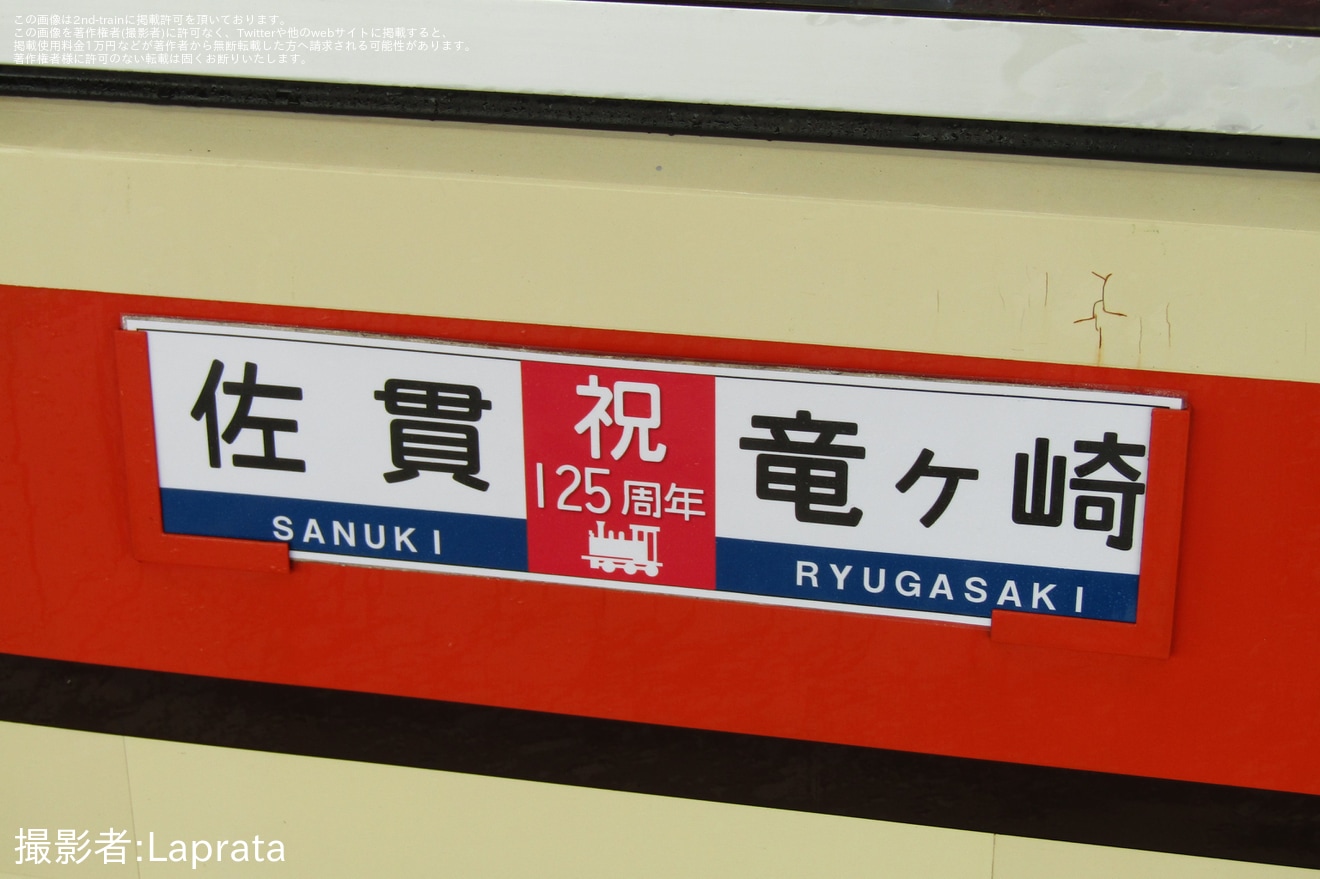 この画像は2nd-trainに掲載許可を頂いております。
この画像を著作権者(撮影者)に許可なく、Twitterや他のwebサイトに掲載すると、
掲載使用料金1万円などが著作者から無断転載した方へ請求される可能性があります。
著作権者様に許可のない転載は固くお断りいたします。
佐貫
SANUKI
祝
125周年
竜ヶ崎
RYUGASAKI
撮影者:Laprata